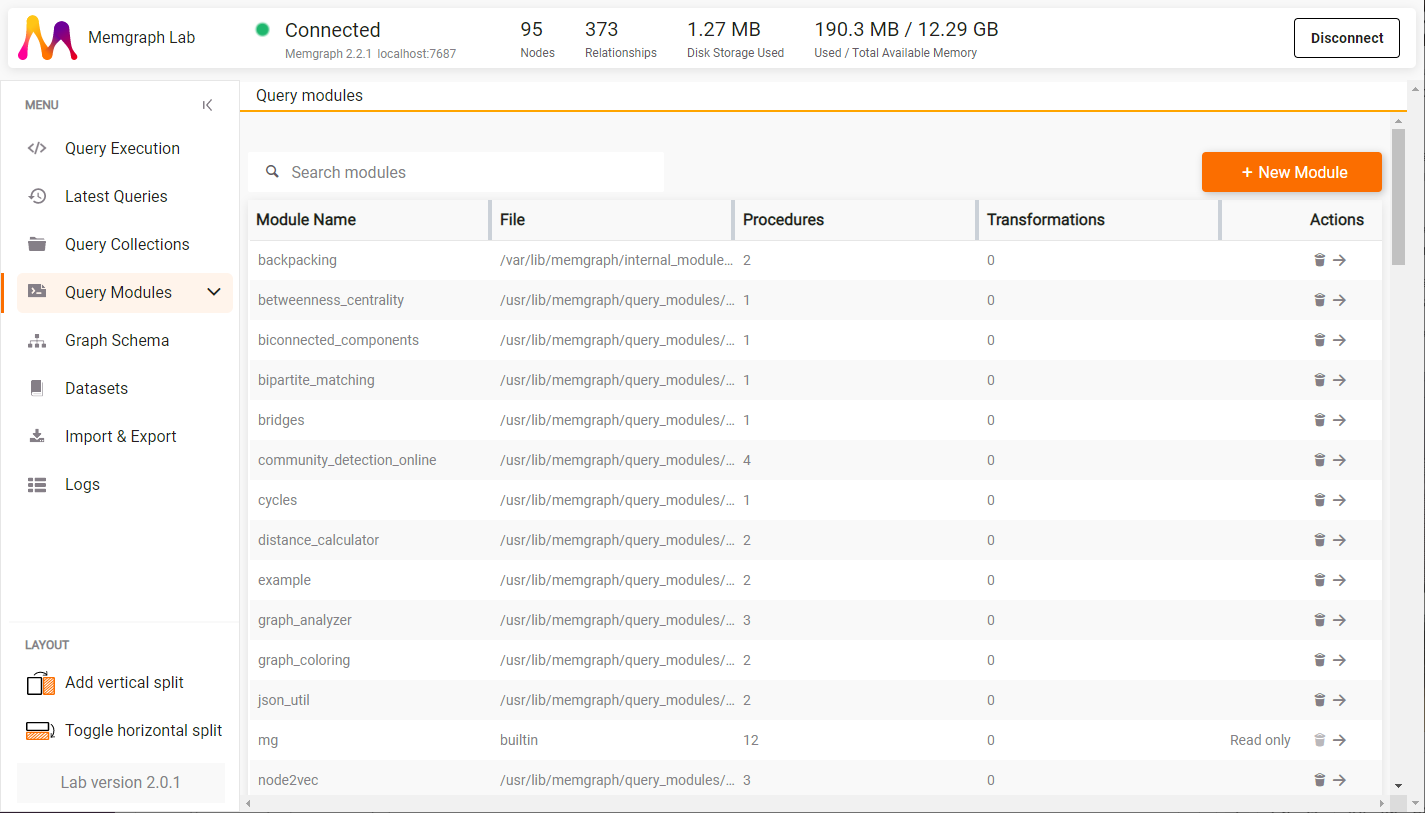 Memgraph Lab
Connected
Memgraph 2.2.1 localhost:7687
95
Nodes
373
Relationships
1.27 MB
Disk Storage Used
190.3 MB / 12.29 GB
Used / Total Available Memory
Disconnect
MENU
Query Execution
Latest Queries
Query Collections
Query Modules
Graph Schema
Datasets
Import & Export
Logs
LAYOUT
Add vertical split
Toggle horizontal split
Lab version 2.0.1
Query modules
Search modules
+ New Module
Module Name File Procedures Transformations Actions
backpacking /var/lib/memgraph/internal_module... 2 0
betweenness_centrality /usr/lib/memgraph/query_modules/... 1 0
biconnected_components /usr/lib/memgraph/query_modules/... 1 0
bipartite_matching /usr/lib/memgraph/query_modules/... 1 0
bridges /usr/lib/memgraph/query_modules/... 1 0
community_detection_online /usr/lib/memgraph/query_modules/... 4 0
cycles /usr/lib/memgraph/query_modules/... 1 0
distance_calculator /usr/lib/memgraph/query_modules/... 2 0
example /usr/lib/memgraph/query_modules/... 2 0
graph_analyzer /usr/lib/memgraph/query_modules/... 3 0
graph_coloring /usr/lib/memgraph/query_modules/... 2 0
json_util /usr/lib/memgraph/query_modules/... 2 0
mg builtin 12 0 Read only
node2vec /usr/lib/memgraph/query_modules/... 3 0